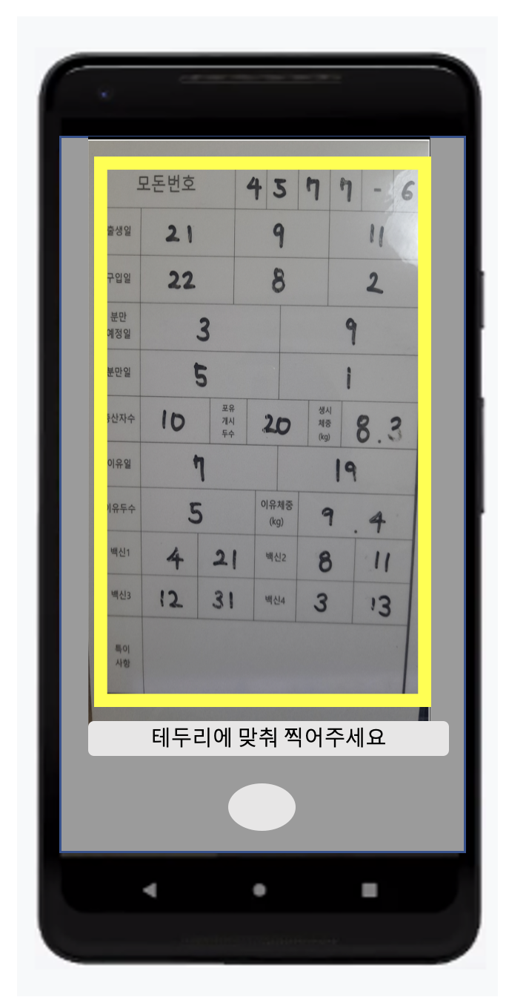 모돈번호 4 5 7 7 - 6
출생일 21 9 11
구입일 22 8 2
분만 예정일 3 9
분만일 5 1
총산자수 10 포유 개시 두수 20 생시 체중 (kg) 8.3
이유일 7 19
이유두수 5 이유체중 (kg) 9.4
백신1 4 21 백신2 8 11
백신3 12 31 백신4 3 13
특이 사항
테두리에 맞춰 찍어주세요